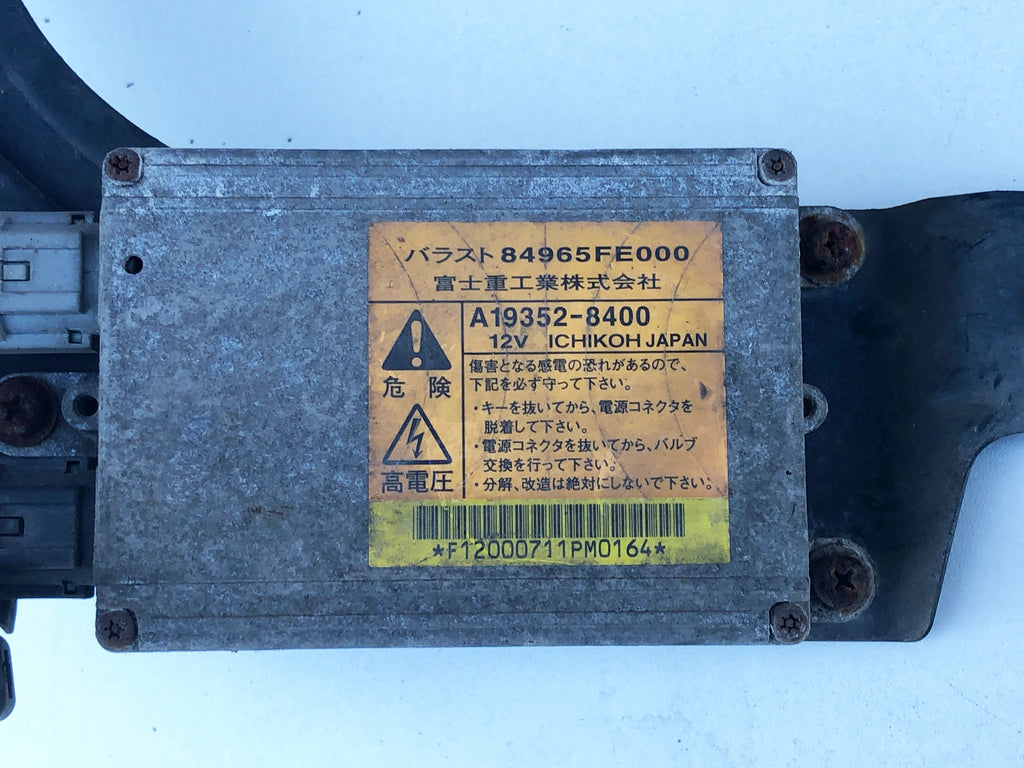 バラスト 84965FE000
富士重工業株式会社
A19352-8400
12V ICHIKOH JAPAN
危険
高電圧
傷害となる感電の恐れがあるので、
下記を必ず守って下さい。
・キーを抜いてから、電源コネクタを
脱着して下さい。
・電源コネクタを抜いてから、バルブ
交換を行って下さい。
・分解、改造は絶対にしないで下さい。
*F12000711PM0164*